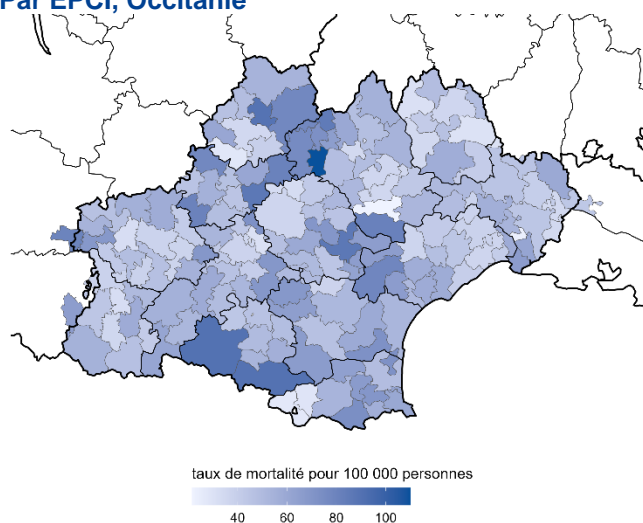 Par EPCI, Occitanie
taux de mortalité pour 100 000 personnes
40 60 80 100